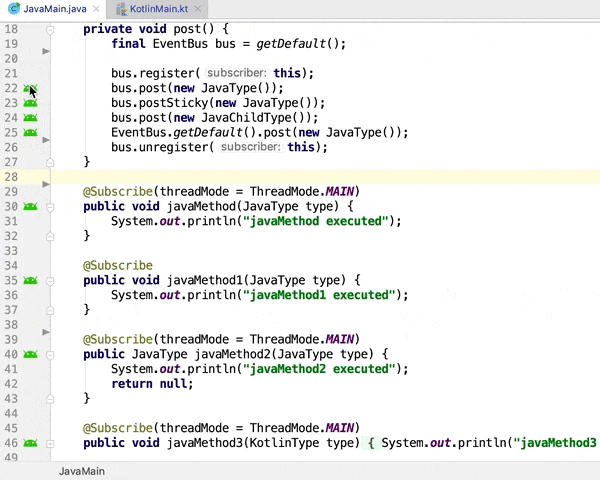 JavaMain.java × KotlinMain.kt ×
18 private void post() {
19 final EventBus bus = getDefault();
20
21 bus.register( subscriber: this);
22 bus.post(new JavaType());
23 bus.postSticky(new JavaType());
24 bus.post(new JavaChildType());
25 EventBus.getDefault().post(new JavaType());
26 bus.unregister( subscriber: this);
27 }
28
29 @Subscribe(threadMode = ThreadMode.MAIN)
30 public void javaMethod(JavaType type) {
31 System.out.println("javaMethod executed");
32 }
33
34 @Subscribe
35 public void javaMethod1(JavaType type) {
36 System.out.println("javaMethod1 executed");
37 }
38
39 @Subscribe(threadMode = ThreadMode.MAIN)
40 public JavaType javaMethod2(JavaType type) {
41 System.out.println("javaMethod2 executed");
42 return null;
43 }
44
45 @Subscribe(threadMode = ThreadMode.MAIN)
46 public void javaMethod3(KotlinType type) { System.out.println("javaMethod3
49
JavaMain